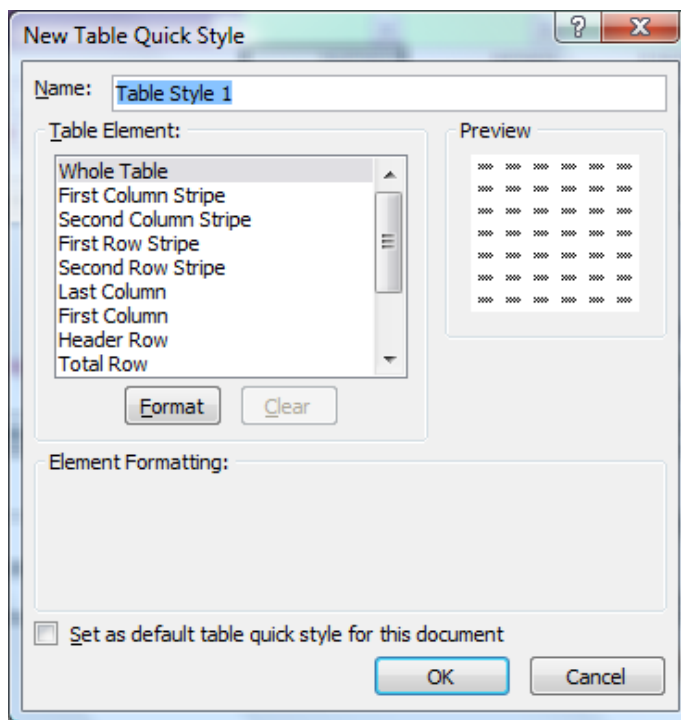 New Table Quick Style
Name: Table Style 1
Table Element:
Preview
Whole Table
First Column Stripe
Second Column Stripe
First Row Stripe
Second Row Stripe
Last Column
First Column
Header Row
Total Row
Format Clear
Element Formatting:
Set as default table quick style for this document
OK Cancel